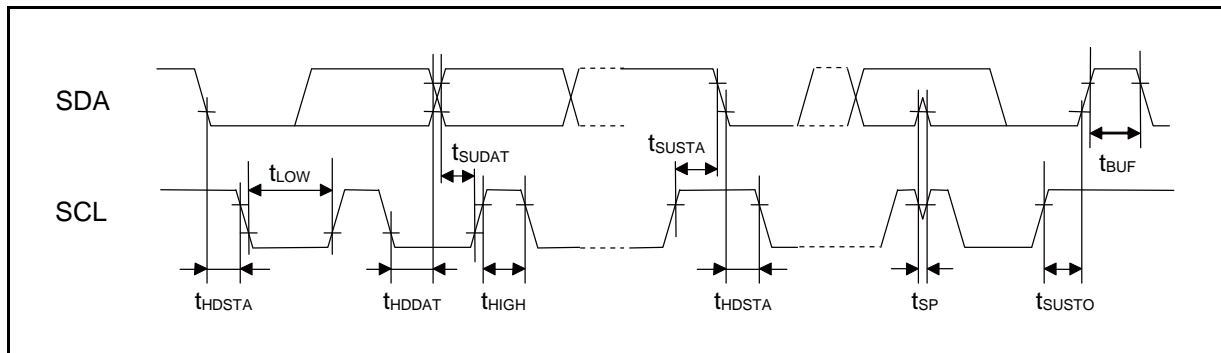 SDA
tSUDAT
tSUSTA
tBUF
tLOW
SCL
tHDSTA
tHDDAT
tHIGH
tHDSTA
tSP
tSUSTO